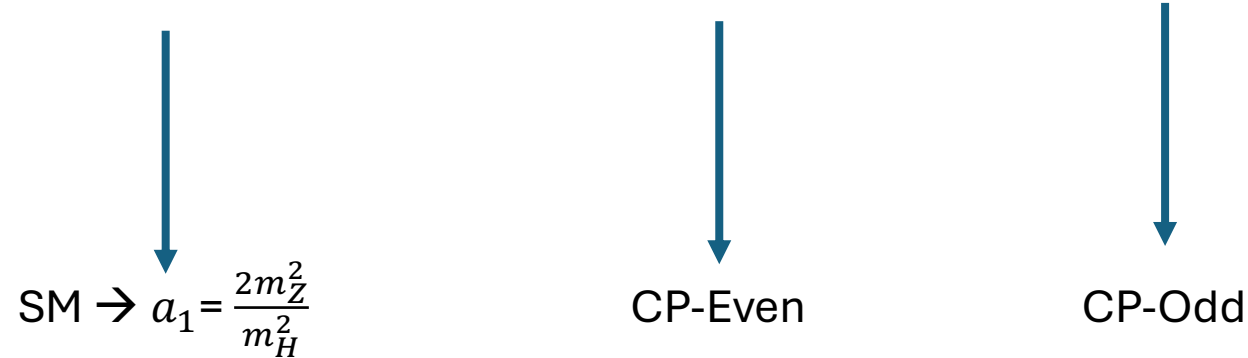 SM → a₁ = 2m_Z²/m_H² CP-Even CP-Odd